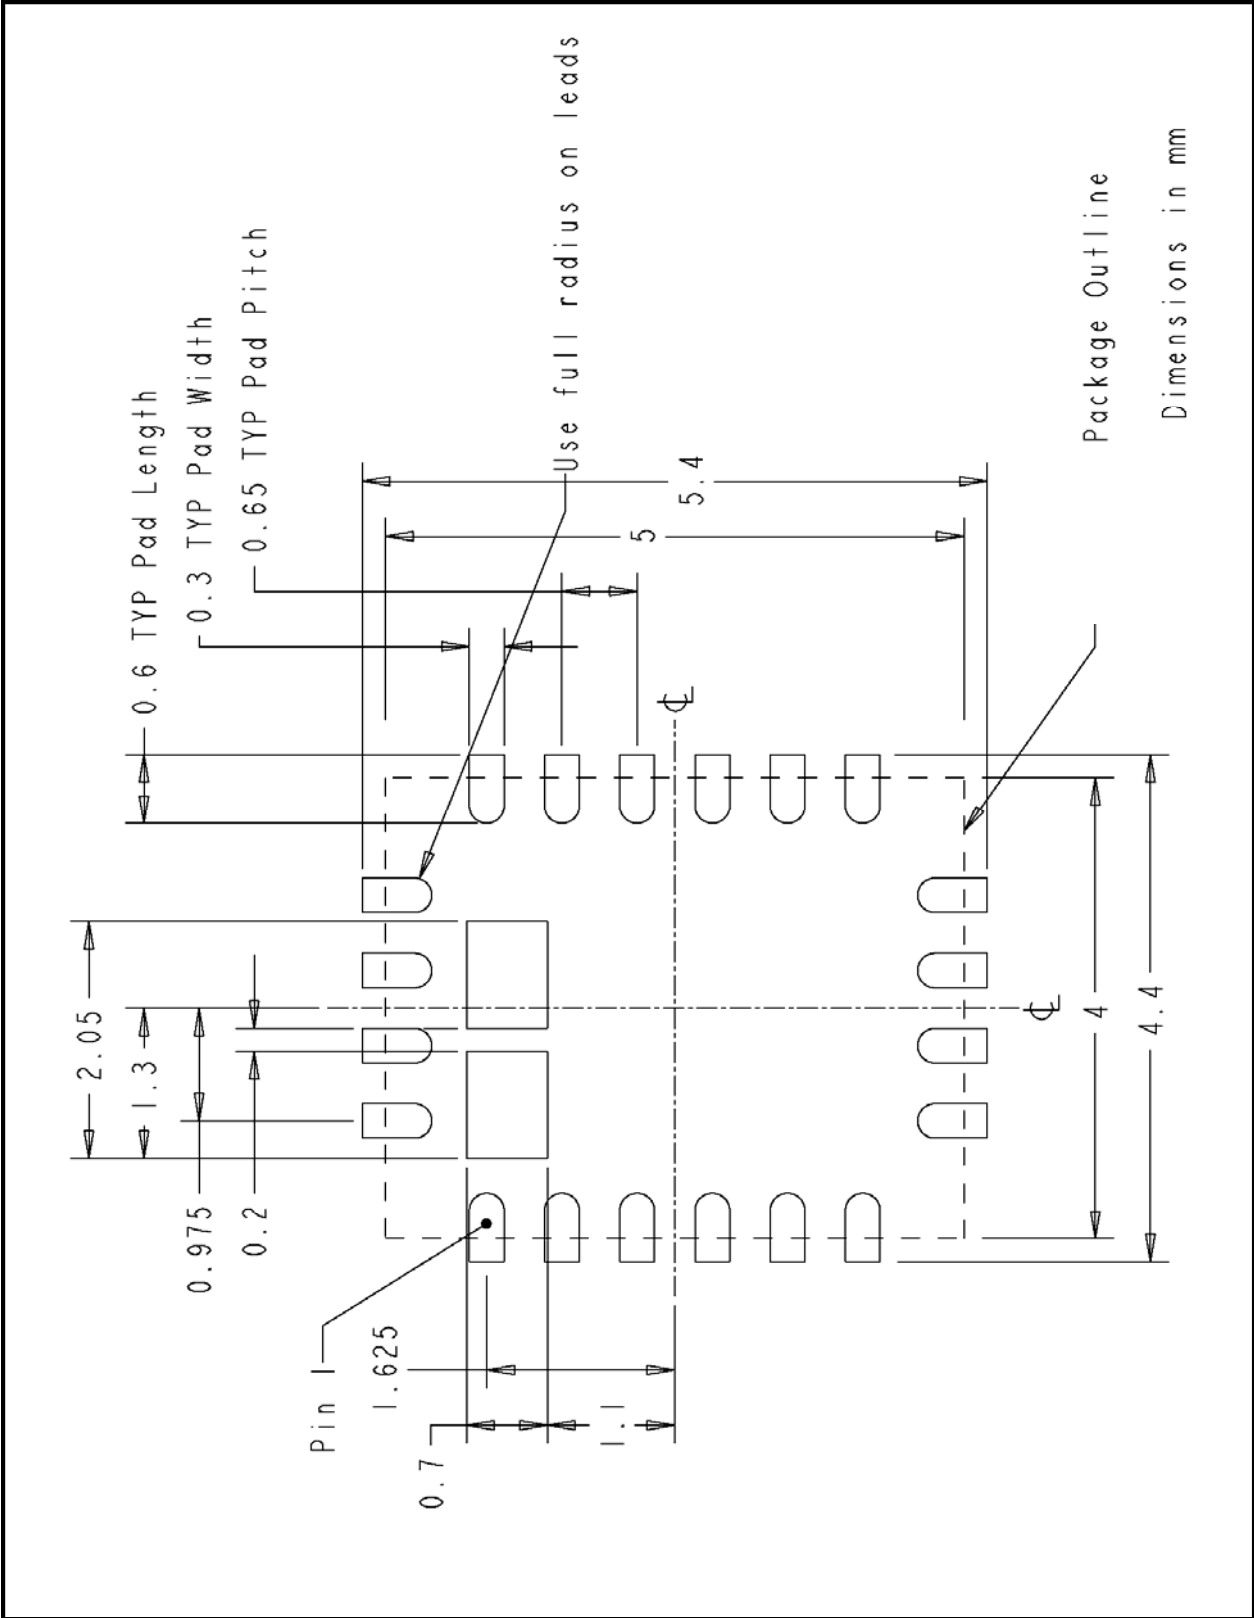 0.6 TYP Pad Length
0.3 TYP Pad Width
0.65 TYP Pad Pitch
Use full radius on leads
2.05
1.3
0.975
0.2
5
5.4
Pin 1
1.625
0.7
1.1
℄
℄
4
4.4
Package Outline
Dimensions in mm